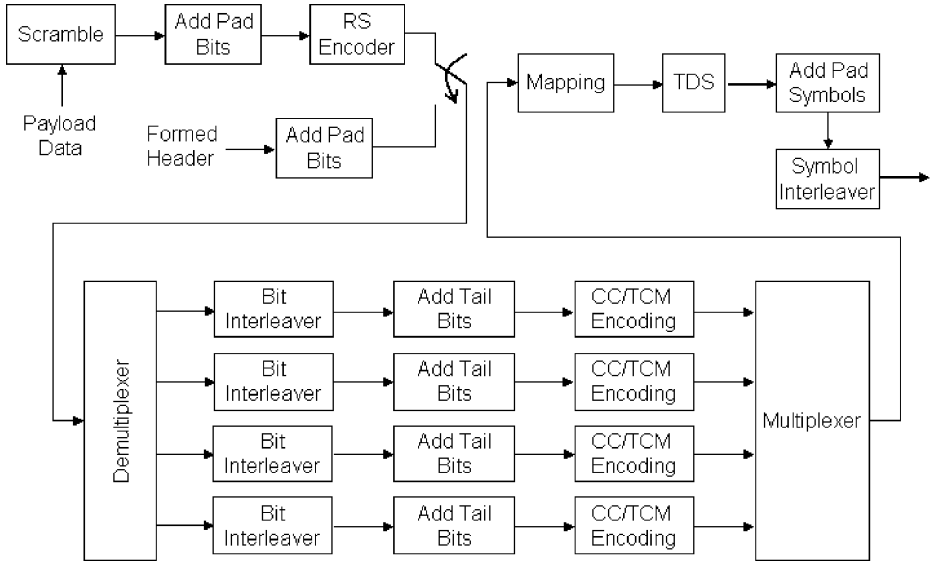 Scramble
Add Pad
Bits
RS
Encoder
Payload
Data
Formed
Header
Add Pad
Bits
Mapping
TDS
Add Pad
Symbols
Symbol
Interleaver
Demultiplexer
Bit
Interleaver
Add Tail
Bits
CC/TCM
Encoding
Bit
Interleaver
Add Tail
Bits
CC/TCM
Encoding
Bit
Interleaver
Add Tail
Bits
CC/TCM
Encoding
Bit
Interleaver
Add Tail
Bits
CC/TCM
Encoding
Multiplexer